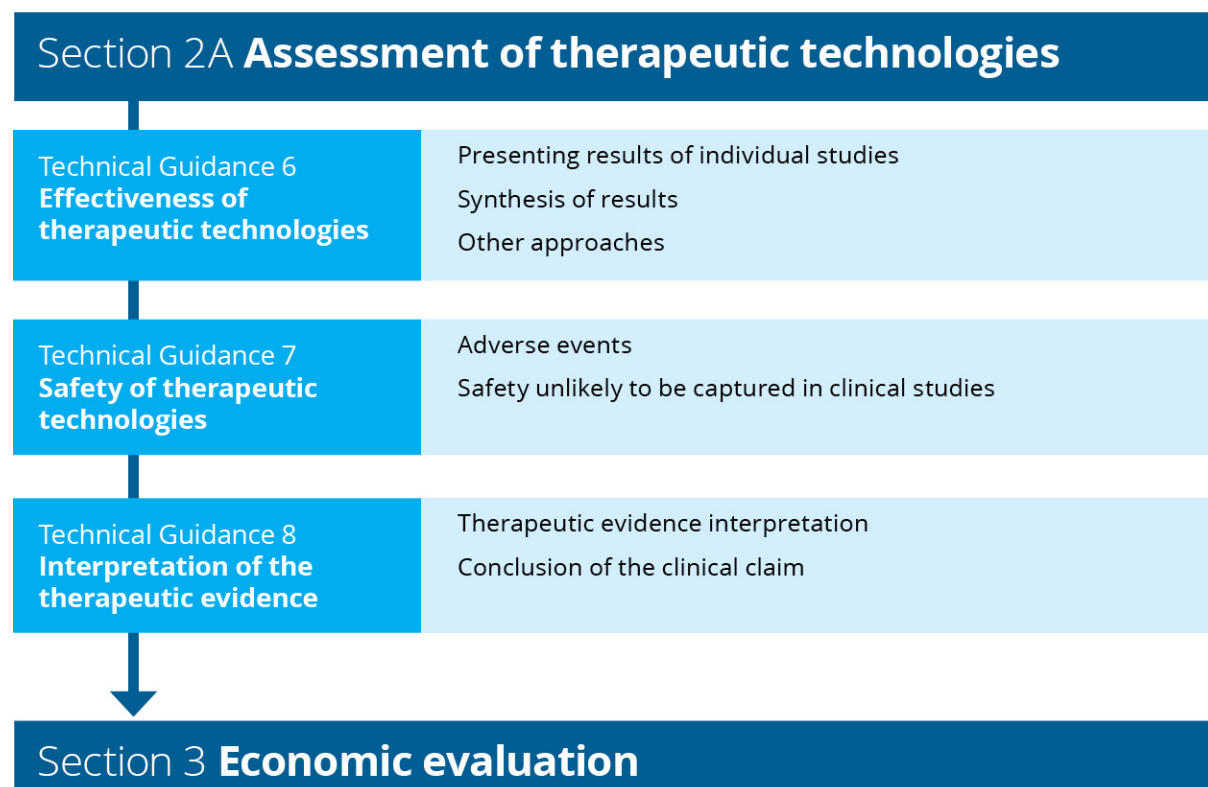 Section 2A Assessment of therapeutic technologies
Technical Guidance 6
Effectiveness of
therapeutic technologies
Presenting results of individual studies
Synthesis of results
Other approaches
Technical Guidance 7
Safety of therapeutic
technologies
Adverse events
Safety unlikely to be captured in clinical studies
Technical Guidance 8
Interpretation of the
therapeutic evidence
Therapeutic evidence interpretation
Conclusion of the clinical claim
Section 3 Economic evaluation